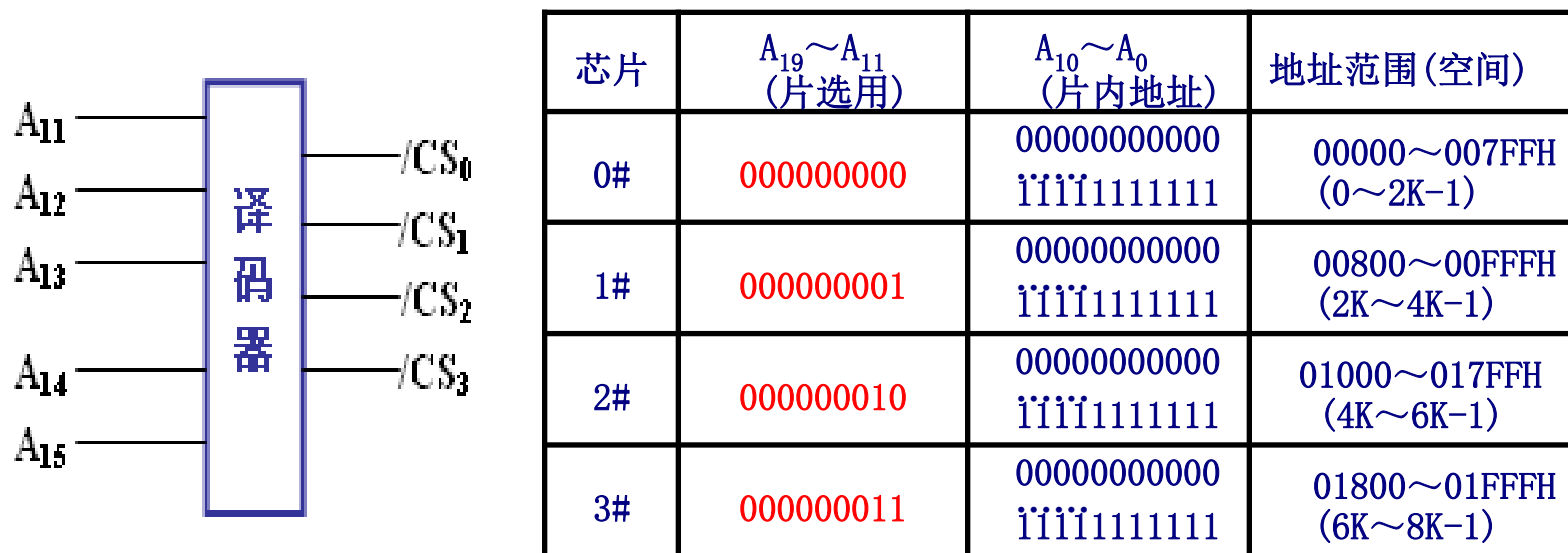 A11
A12
A13
A14
A15
译
码
器
/CS0
/CS1
/CS2
/CS3
芯片
A19～A11
(片选用)
A10～A0
(片内地址)
地址范围(空间)
0#
000000000
00000000000
……
11111111111
00000～007FFH
(0～2K-1)
1#
000000001
00000000000
……
11111111111
00800～00FFFH
(2K～4K-1)
2#
000000010
00000000000
……
11111111111
01000～017FFH
(4K～6K-1)
3#
000000011
00000000000
……
11111111111
01800～01FFFH
(6K～8K-1)